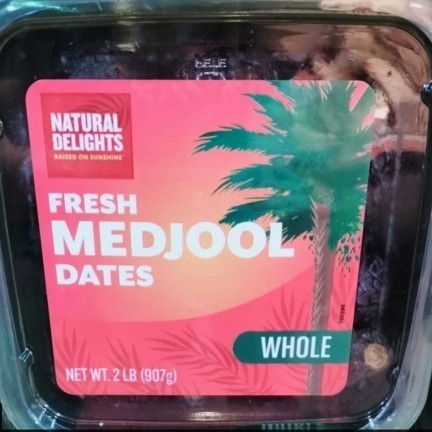 NATURAL
DELIGHTS
RAISED ON SUNSHINE
FRESH
MEDJOOL
DATES
WHOLE
NET WT. 2 LB (907g)